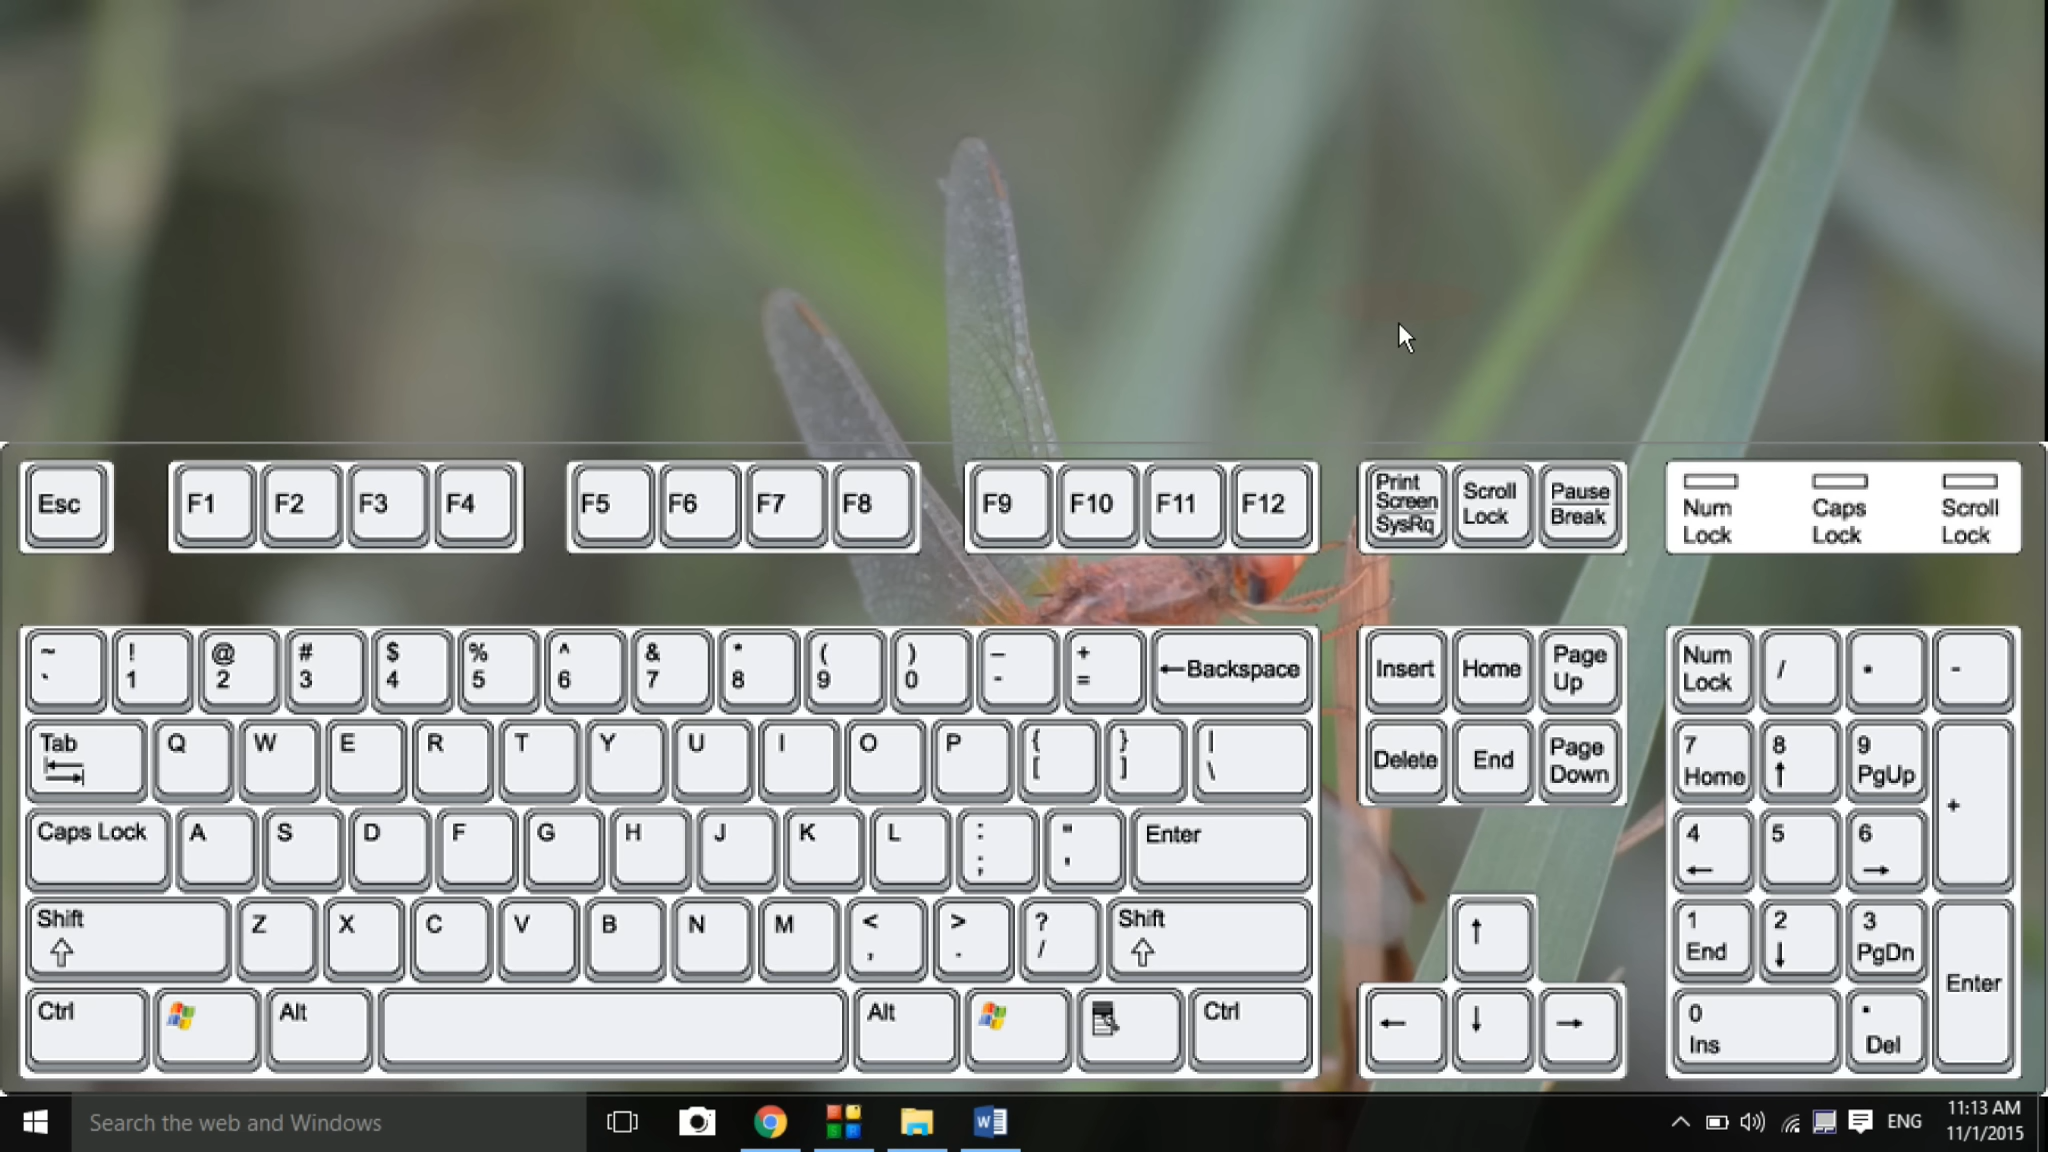 Esc F1 F2 F3 F4 F5 F6 F7 F8 F9 F10 F11 F12
Print
Screen
SysRq
Scroll
Lock
Pause
Break
Num
Lock
Caps
Lock
Scroll
Lock
~ ! @ # $ % ^ & * ( ) _ +
` 1 2 3 4 5 6 7 8 9 0 - =
←Backspace
Insert Home Page
Up
Num
Lock
/ * -
Tab Q W E R T Y U I O P { } |
[ ] \
Delete End Page
Down
7 8 9
Home ↑ PgUp
+
Caps Lock A S D F G H J K L : " Enter
; '
4 5 6
← →
Shift Z X C V B N M < > ? Shift
, . /
↑
1 2 3
End ↓ PgDn
Enter
Ctrl Alt Alt Ctrl
← ↓ →
0 .
Ins Del
Search the web and Windows
ENG
11:13 AM
11/1/2015